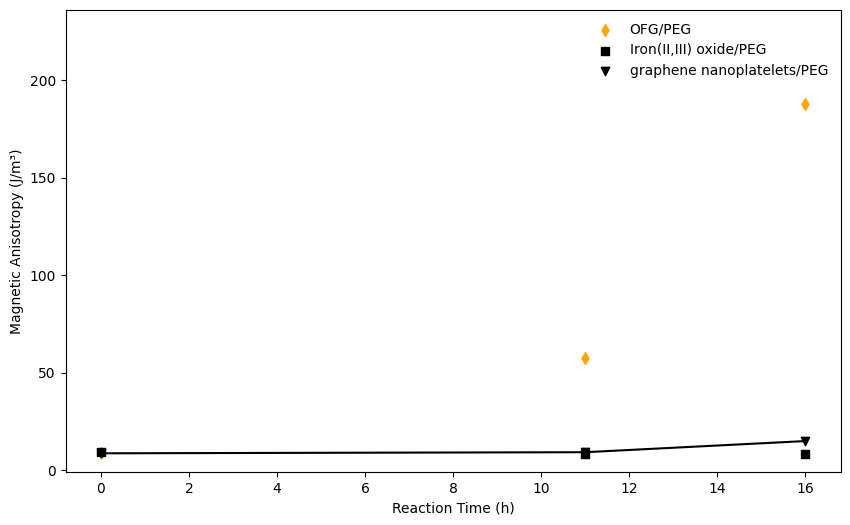 OFG/PEG
Iron(II,III) oxide/PEG
graphene nanoplatelets/PEG
200
150
100
50
0
Magnetic Anisotropy (J/m³)
0 2 4 6 8 10 12 14 16
Reaction Time (h)